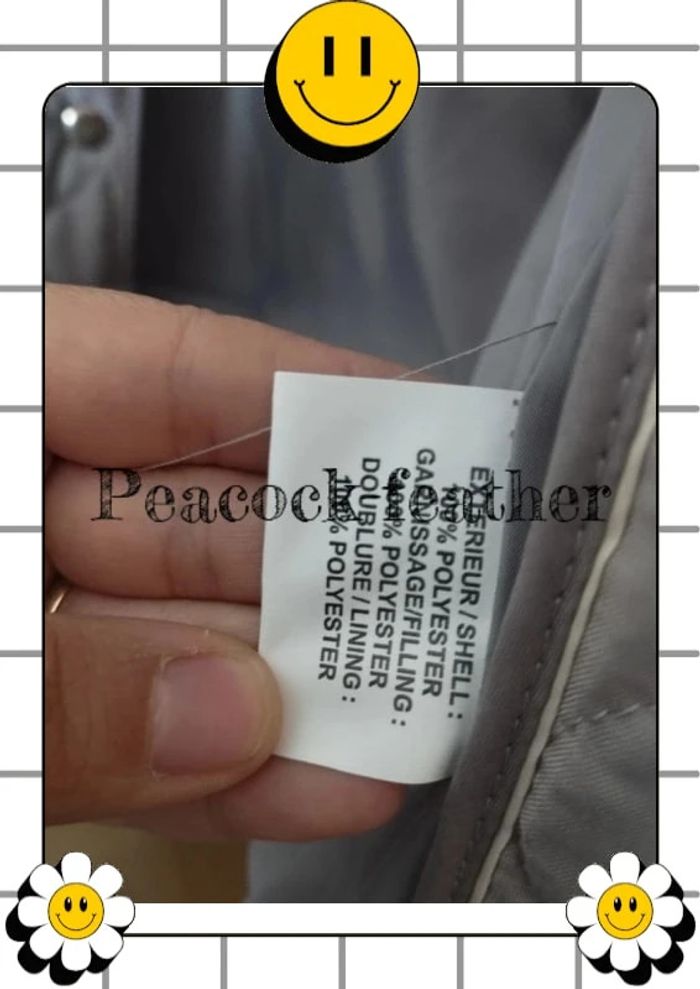 Peacock feather
EXTERIEUR / SHELL :
100% POLYESTER
GARNISSAGE/FILLING :
100% POLYESTER
DOUBLURE / LINING :
100% POLYESTER